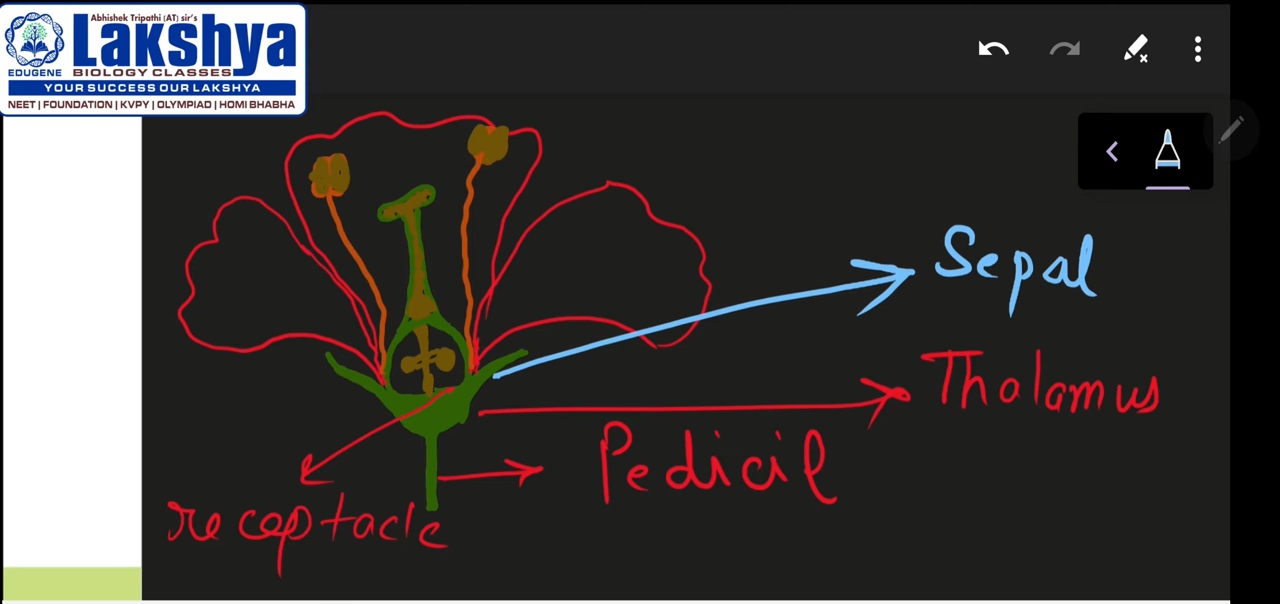 Abhishek Tripathi (AT) sir's
Lakshya
EDUGENE
BIOLOGY CLASSES
YOUR SUCCESS OUR LAKSHYA
NEET | FOUNDATION | KVPY | OLYMPIAD | HOMI BHABHA
Sepal
Thalamus
Pedicil
receptacle